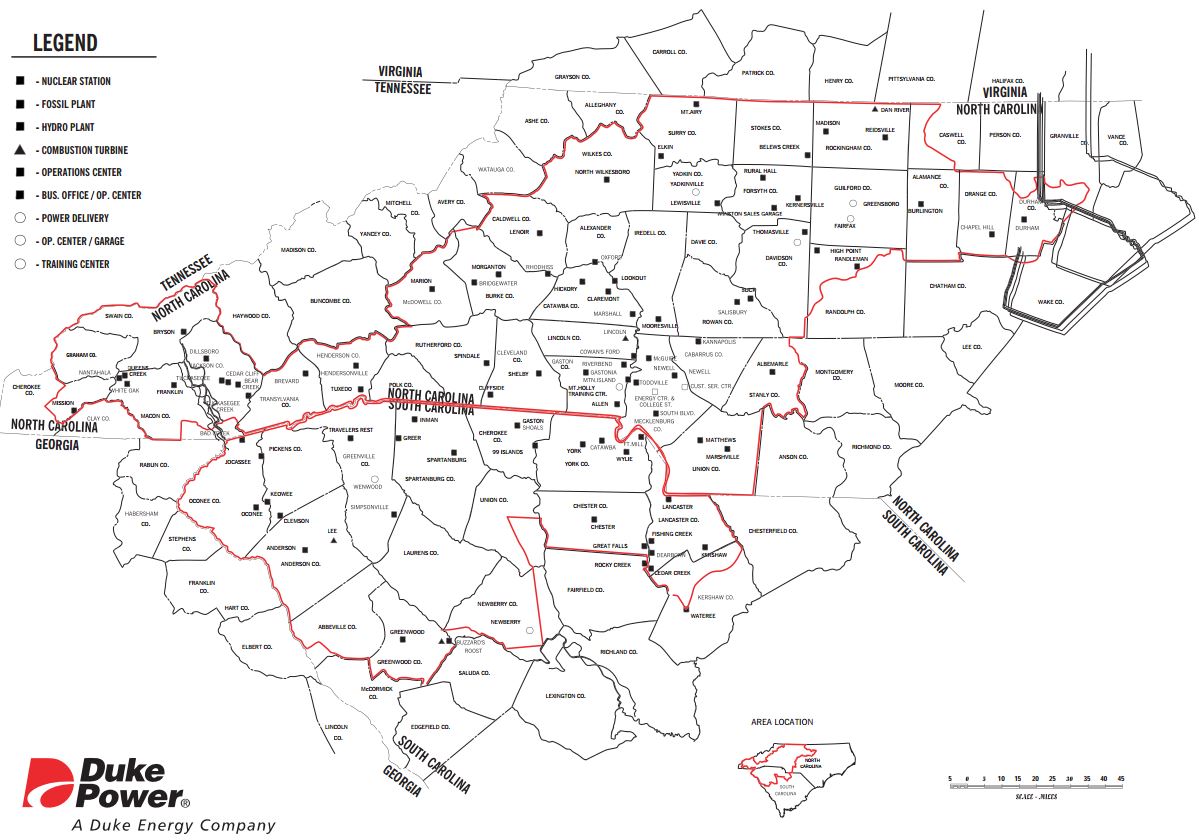 LEGEND
- NUCLEAR STATION
- FOSSIL PLANT
- HYDRO PLANT
- COMBUSTION TURBINE
- OPERATIONS CENTER
- BUS. OFFICE / OP. CENTER
- POWER DELIVERY
- OP. CENTER / GARAGE
- TRAINING CENTER
VIRGINIA
TENNESSEE
GRAYSON CO.
CARROLL CO.
PATRICK CO.
HENRY CO.
PITTSYLVANIA CO.
HALIFAX CO.
VIRGINIA
NORTH CAROLINA
ALLEGHANY
CO.
ASHE CO.
MT.AIRY
SURRY CO.
STOKES CO.
MADISON
DAN RIVER
REIDSVILLE
ROCKINGHAM CO.
CASWELL
CO.
PERSON CO.
GRANVILLE
CO.
VANCE
CO.
WILKES CO.
ELKIN
BELEWS CREEK
WATAUGA CO.
NORTH WILKESBORO
YADKIN CO.
YADKINVILLE
RURAL HALL
FORSYTH CO.
GUILFORD CO.
ALAMANCE
CO.
ORANGE CO.
DURHAM
CO.
MITCHELL
CO.
AVERY CO.
CALDWELL CO.
LEWISVILLE
KERNERSVILLE
WINSTON SALES GARAGE
GREENSBORO
FAIRFAX
BURLINGTON
CHAPEL HILL
DURHAM
YANCEY CO.
LENOIR
ALEXANDER
CO.
IREDELL CO.
DAVIE CO.
THOMASVILLE
DAVIDSON
CO.
HIGH POINT
RANDLEMAN
MADISON CO.
TENNESSEE
NORTH CAROLINA
MARION
McDOWELL CO.
MORGANTON
BRIDGEWATER
BURKE CO.
RHODHISS
OXFORD
HICKORY
LOOKOUT
CLAREMONT
CATAWBA CO.
MARSHALL
BUCK
SALISBURY
ROWAN CO.
RANDOLPH CO.
CHATHAM CO.
WAKE CO.
BUNCOMBE CO.
SWAIN CO.
HAYWOOD CO.
BRYSON
MOORESVILLE
LINCOLN
LINCOLN CO.
RUTHERFORD CO.
SPINDALE
CLEVELAND
CO.
SHELBY
COWAN'S FORD
GASTON
CO.
RIVERBEND
GASTONIA
MTN.ISLAND
MT.HOLLY
TRAINING CTR.
ALLEN
McGUIRE
NEWELL
NEWELL
TODDVILLE
CUST. SER. CTR.
ENERGY CTR. &
COLLEGE ST.
SOUTH BLVD.
MECKLENBURG
CO.
KANNAPOLIS
CABARRUS CO.
ALBEMARLE
STANLY CO.
MONTGOMERY
CO.
MOORE CO.
LEE CO.
GRAHAM CO.
NANTAHALA
QUEENS
CREEK
WHITE OAK
DILLSBORO
JACKSON CO.
TUCKASEGEE
CEDAR CLIFF
BEAR
CREEK
TUCKASEGEE
CREEK
FRANKLIN
MACON CO.
HENDERSON CO.
HENDERSONVILLE
BREVARD
TUXEDO
TRANSYLVANIA
CO.
POLK CO.
CLIFFSIDE
NORTH CAROLINA
SOUTH CAROLINA
CHEROKEE
CO.
MISSION
CLAY CO.
NORTH CAROLINA
GEORGIA
BAD CREEK
JOCASSEE
RABUN CO.
PICKENS CO.
TRAVELERS REST
GREENVILLE
CO.
WENWOOD
SIMPSONVILLE
INMAN
GREER
SPARTANBURG
SPARTANBURG CO.
GASTON
SHOALS
CHEROKEE
CO.
99 ISLANDS
YORK
YORK CO.
CATAWBA
FT.MILL
WYLIE
MATTHEWS
MARSHVILLE
UNION CO.
ANSON CO.
RICHMOND CO.
HABERSHAM
CO.
OCONEE CO.
KEOWEE
OCONEE
CLEMSON
STEPHENS
CO.
ANDERSON
ANDERSON CO.
LEE
UNION CO.
LAURENS CO.
CHESTER CO.
CHESTER
LANCASTER
LANCASTER CO.
FISHING CREEK
GREAT FALLS
DEARBORN
ROCKY CREEK
CEDAR CREEK
KERSHAW
KERSHAW CO.
WATEREE
CHESTERFIELD CO.
NORTH CAROLINA
SOUTH CAROLINA
FRANKLIN
CO.
HART CO.
ELBERT CO.
ABBEVILLE CO.
GREENWOOD
GREENWOOD CO.
BUZZARD'S
ROOST
NEWBERRY CO.
NEWBERRY
FAIRFIELD CO.
RICHLAND CO.
SALUDA CO.
LEXINGTON CO.
McCORMICK
CO.
LINCOLN
CO.
EDGEFIELD CO.
SOUTH CAROLINA
GEORGIA
AREA LOCATION
NORTH
CAROLINA
SOUTH
CAROLINA
5 0 5 10 15 20 25 30 35 40 45
SCALE - MILES
Duke
Power®
A Duke Energy Company